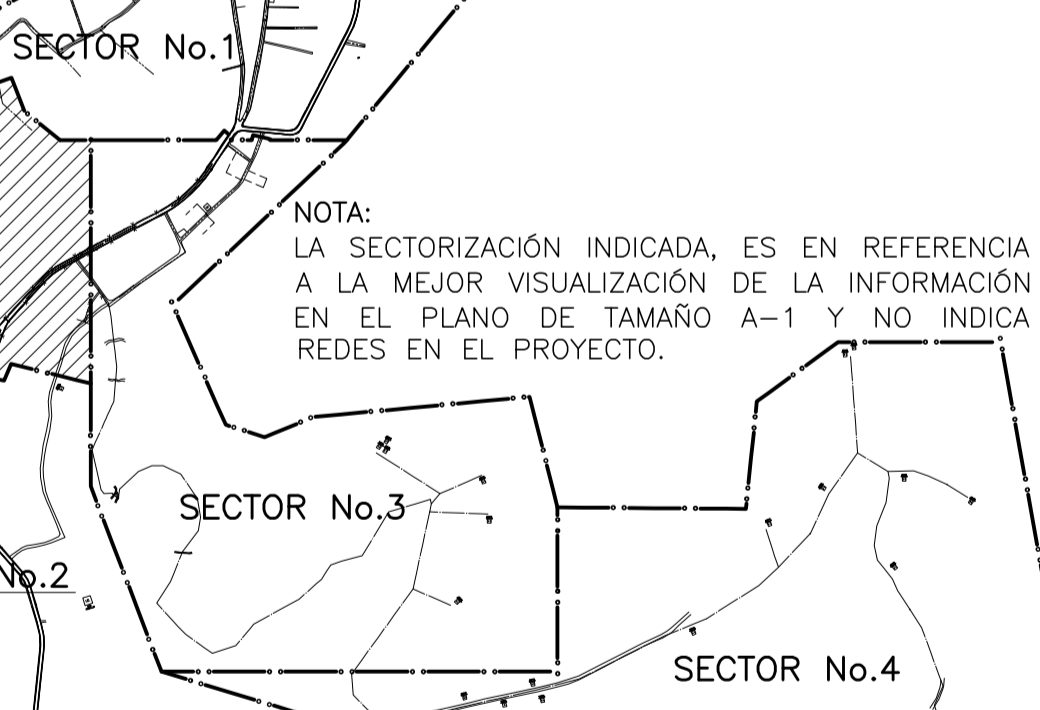 SECTOR No.1
NOTA:
LA SECTORIZACIÓN INDICADA, ES EN REFERENCIA
A LA MEJOR VISUALIZACIÓN DE LA INFORMACIÓN
EN EL PLANO DE TAMAÑO A-1 Y NO INDICA
REDES EN EL PROYECTO.
SECTOR No.3
No.2
SECTOR No.4